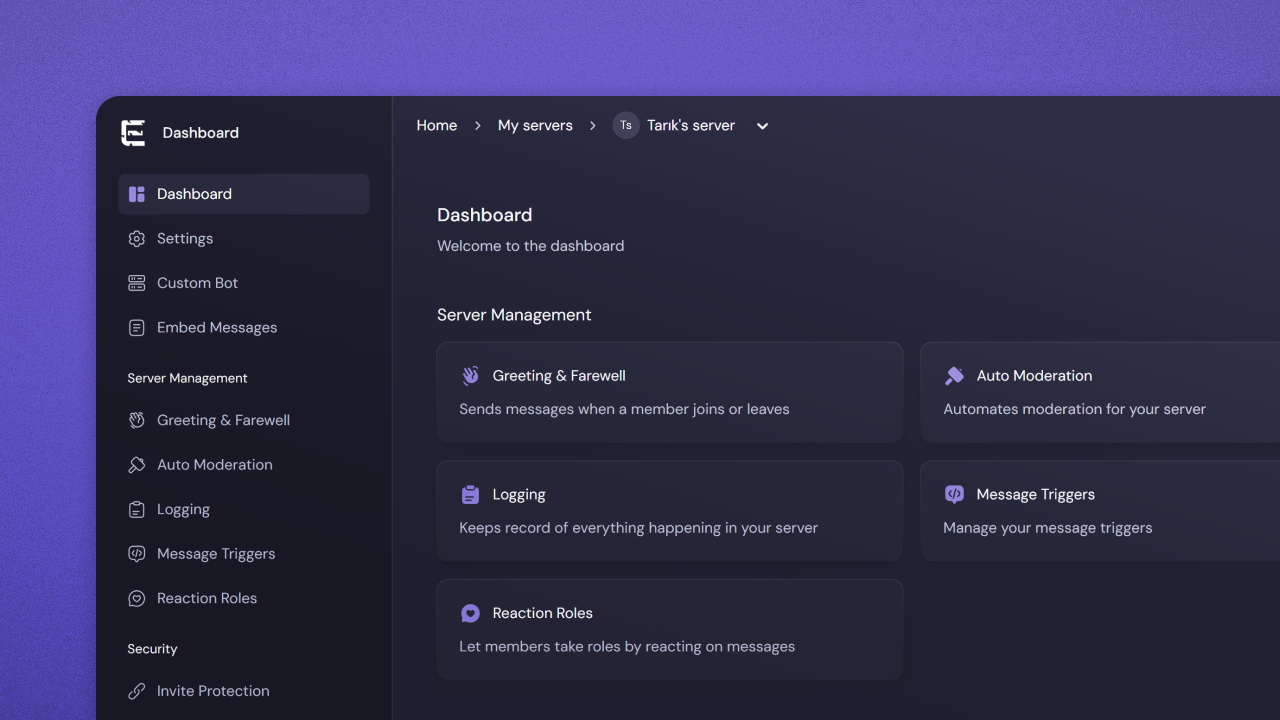 Dashboard
Dashboard
Settings
Custom Bot
Embed Messages
Server Management
Greeting & Farewell
Auto Moderation
Logging
Message Triggers
Reaction Roles
Security
Invite Protection
Home
My servers
Ts
Tarık's server
Dashboard
Welcome to the dashboard
Server Management
Greeting & Farewell
Sends messages when a member joins or leaves
Auto Moderation
Automates moderation for your server
Logging
Keeps record of everything happening in your server
Message Triggers
Manage your message triggers
Reaction Roles
Let members take roles by reacting on messages